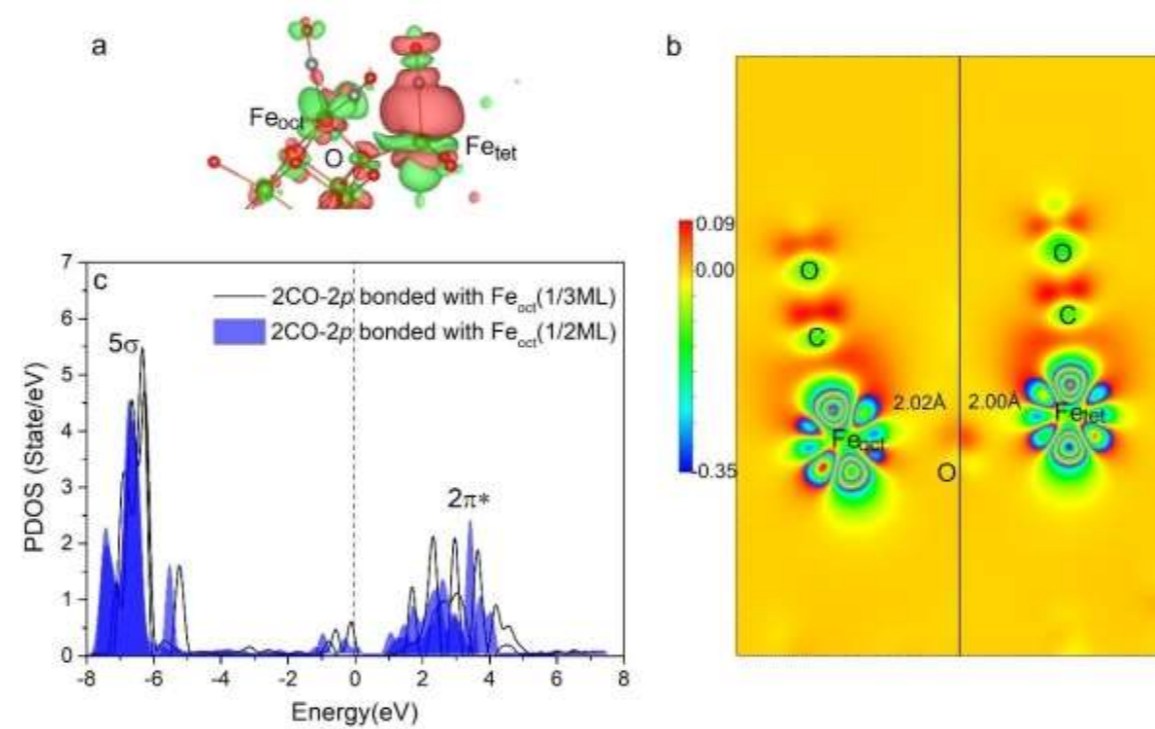 a
Fe_oct
O
Fe_tet
b
0.09
0.00
-0.35
O
C
Fe_oct
2.02Å
O
O
C
2.00Å
Fe_tet
c
2CO-2p bonded with Fe_oct(1/3ML)
2CO-2p bonded with Fe_oct(1/2ML)
5σ
2π*
PDOS (State/eV)
7
6
5
4
3
2
1
0
-8 -6 -4 -2 0 2 4 6 8
Energy(eV)